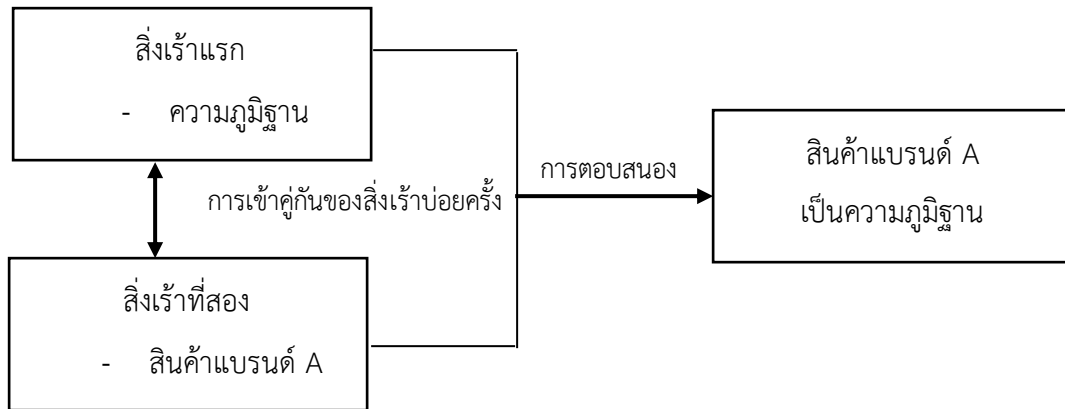 สิ่งเร้าแรก
- ความภูมิฐาน
การเข้าคู่กันของสิ่งเร้าบ่อยครั้ง
สิ่งเร้าที่สอง
- สินค้าแบรนด์ A
การตอบสนอง
สินค้าแบรนด์ A
เป็นความภูมิฐาน